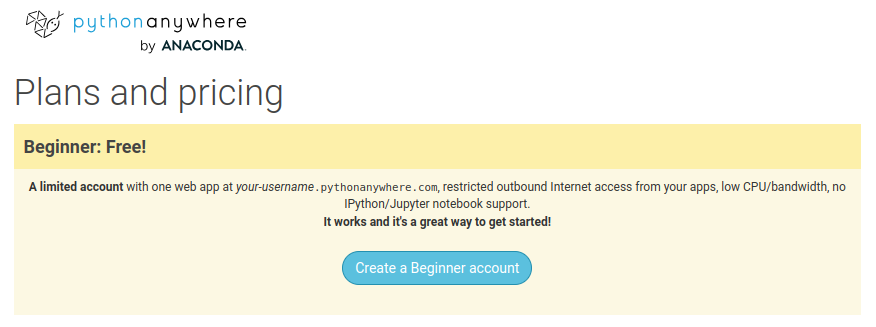 pythonanywhere
by ANACONDA.
Plans and pricing
Beginner: Free!
A limited account with one web app at your-username.pythonanywhere.com, restricted outbound Internet access from your apps, low CPU/bandwidth, no
IPython/Jupyter notebook support.
It works and it's a great way to get started!
Create a Beginner account